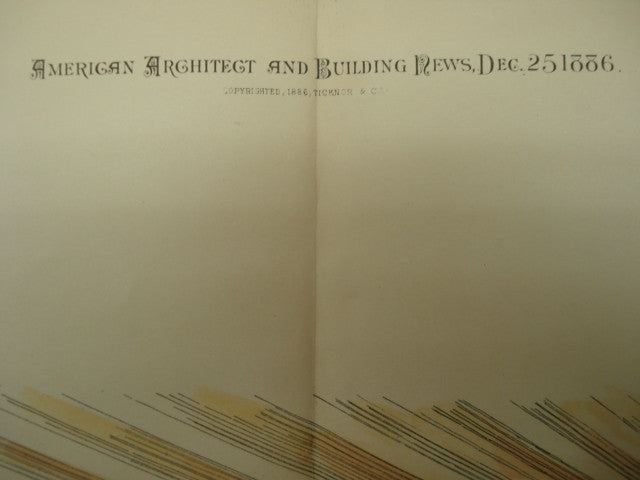 American Architect and Building News, Dec. 25 1886.
COPYRIGHTED, 1886, TICKNOR & CO.